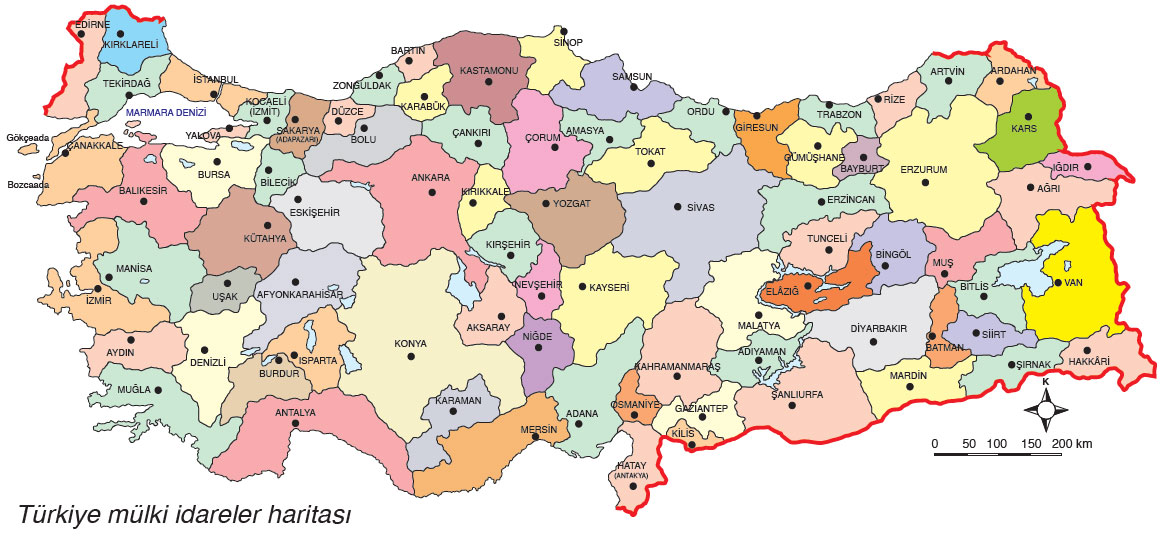 EDİRNE
KIRKLARELİ
TEKİRDAĞ
İSTANBUL
MARMARA DENİZİ
KOCAELİ
(İZMİT)
YALOVA
SAKARYA
(ADAPAZARI)
DÜZCE
BOLU
ZONGULDAK
BARTIN
KARABÜK
KASTAMONU
SİNOP
SAMSUN
ÇANKIRI
ÇORUM
AMASYA
TOKAT
ORDU
GİRESUN
TRABZON
RİZE
ARTVİN
ARDAHAN
KARS
IĞDIR
AĞRI
GÜMÜŞHANE
BAYBURT
ERZURUM
ERZİNCAN
Gökçeada
ÇANAKKALE
Bozcaada
BALIKESİR
BURSA
BİLECİK
ESKİŞEHİR
KÜTAHYA
ANKARA
KIRIKKALE
YOZGAT
SİVAS
KIRŞEHİR
NEVŞEHİR
KAYSERİ
TUNCELİ
BİNGÖL
ELÂZIĞ
MUŞ
BİTLİS
VAN
MANİSA
İZMİR
UŞAK
AFYONKARAHİSAR
AYDIN
DENİZLİ
BURDUR
ISPARTA
KONYA
AKSARAY
NİĞDE
MALATYA
ADIYAMAN
DİYARBAKIR
BATMAN
SİİRT
ŞIRNAK
HAKKÂRİ
MARDİN
ŞANLIURFA
KAHRAMANMARAŞ
OSMANİYE
GAZİANTEP
KİLİS
HATAY
(ANTAKYA)
ADANA
MERSİN
KARAMAN
ANTALYA
MUĞLA
K
0 50 100 150 200 km
Türkiye mülki idareler haritası